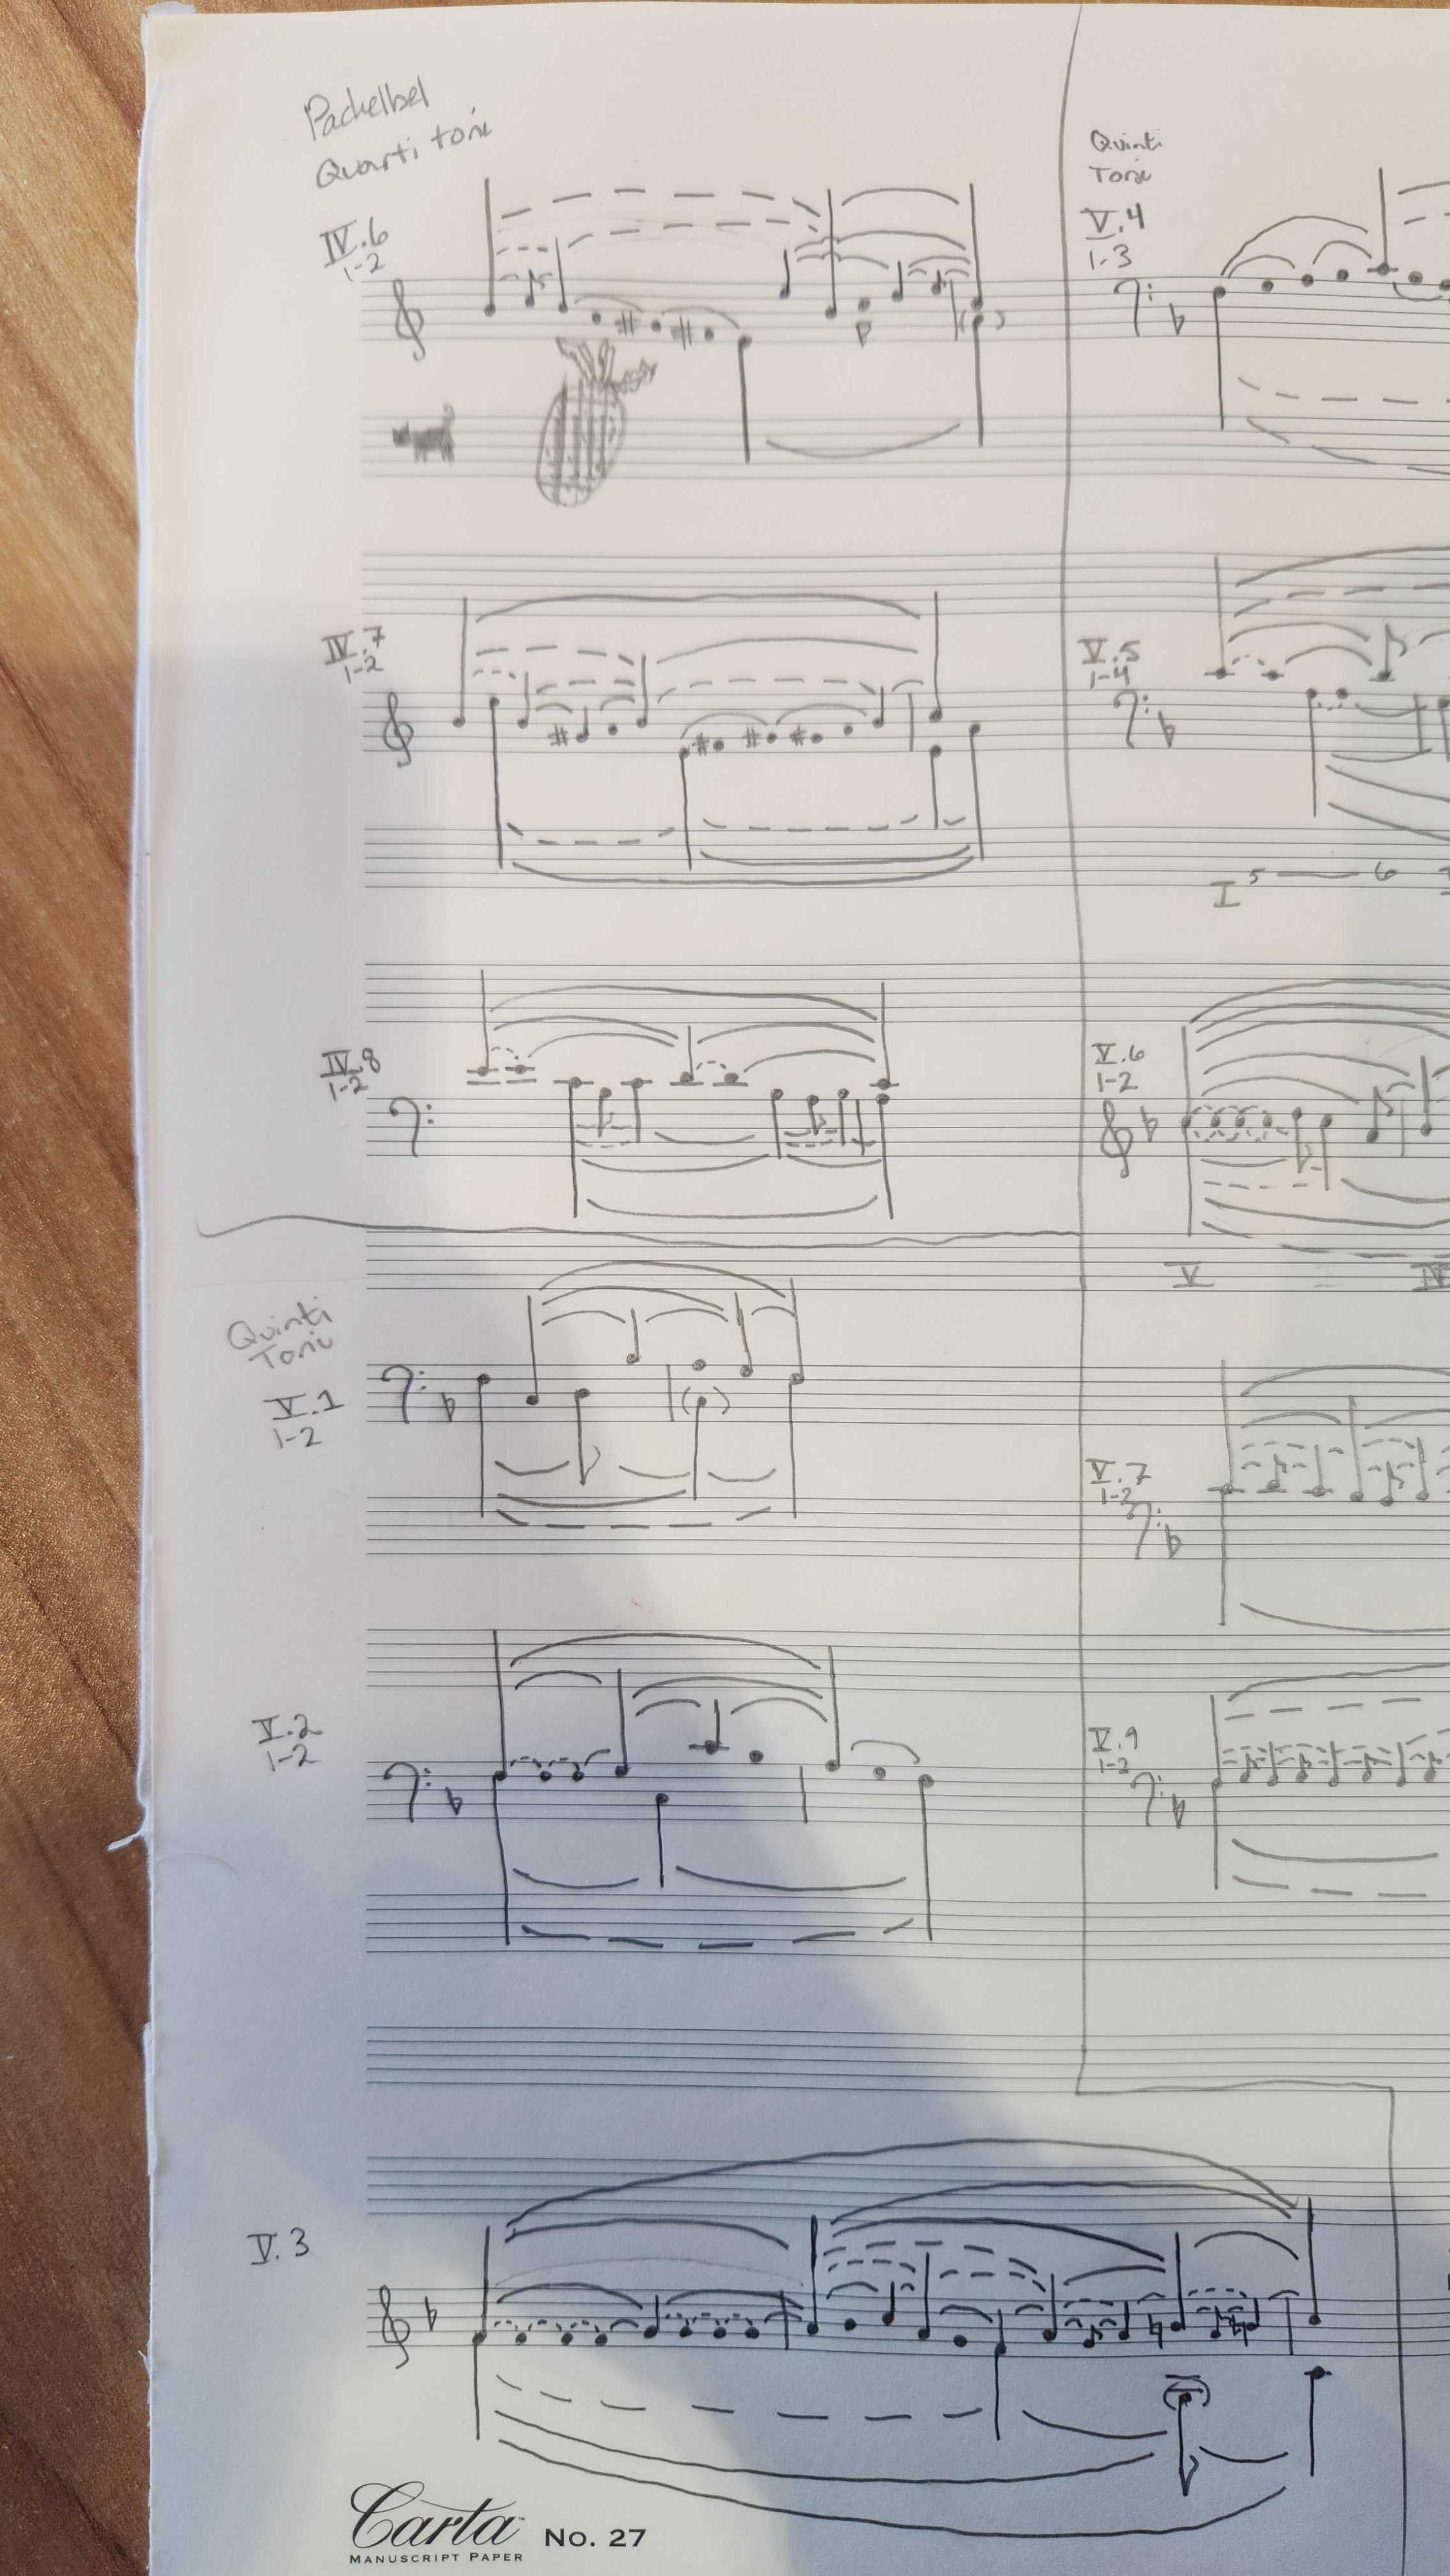 Pachelbel
Quarti toni
IV.6
1-2
IV.7
1-2
IV.8
1-2
Quinti
Toni
V.1
1-2
V.2
1-2
V.3
Quinti
Toni
V.4
1-3
V.5
1-4
I 5 — 6
V.6
1-2
V
IV
V.7
1-2
V.9
1-2
Carta™ No. 27
MANUSCRIPT PAPER